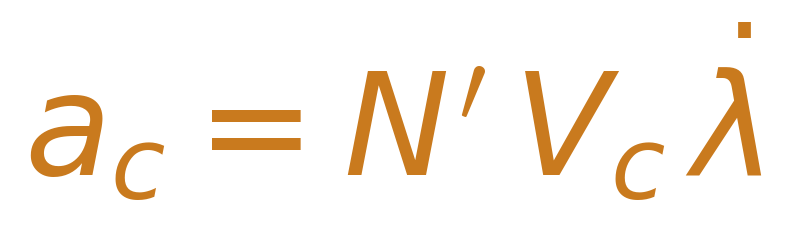 a_c = N′ V_c λ̇